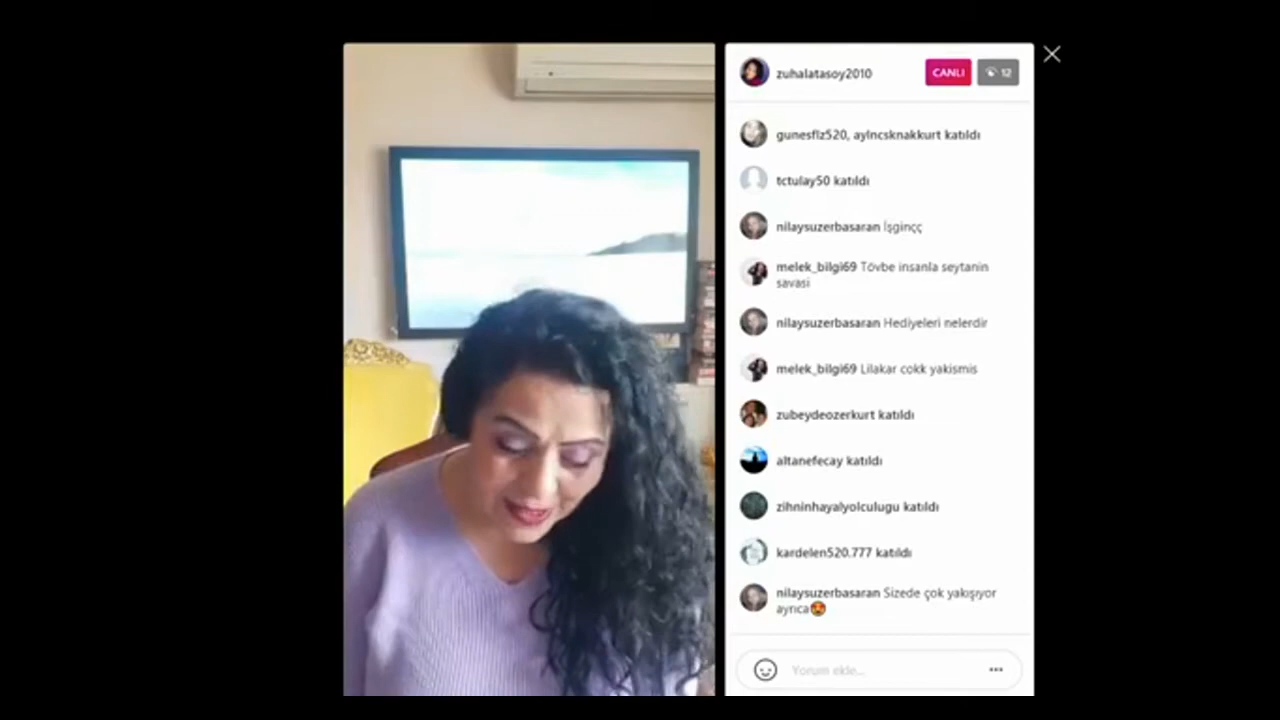 zuhalatasoy2010
CANLI
12
gunesflz520, aylncsknakkurt katıldı
tctulay50 katıldı
nilaysuzerbasaran İşginçç
melek_bilgi69 Tövbe insanla seytanin
savasi
nilaysuzerbasaran Hediyeleri nelerdir
melek_bilgi69 Lilakar cokk yakismis
zubeydeozerkurt katıldı
altanefecay katıldı
zihninhayalyolculugu katıldı
kardelen520.777 katıldı
nilaysuzerbasaran Sizede çok yakışıyor
ayrıca😍
Yorum ekle...